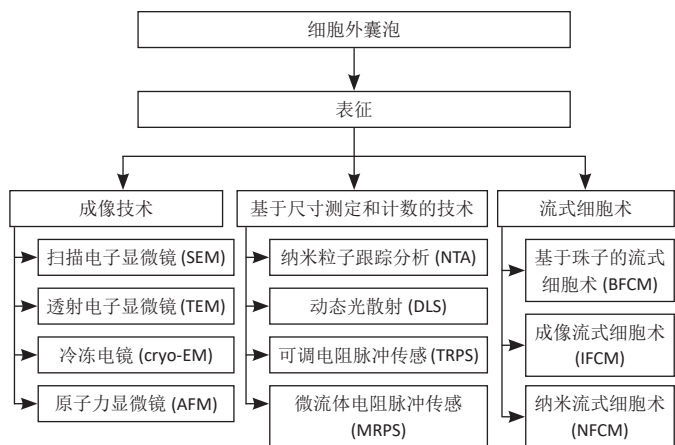 细胞外囊泡
表征
成像技术
扫描电子显微镜 (SEM)
透射电子显微镜 (TEM)
冷冻电镜 (cryo-EM)
原子力显微镜 (AFM)
基于尺寸测定和计数的技术
纳米粒子跟踪分析 (NTA)
动态光散射 (DLS)
可调电阻脉冲传感 (TRPS)
微流体电阻脉冲传感
(MRPS)
流式细胞术
基于珠子的流式
细胞术 (BFCM)
成像流式细胞术
(IFCM)
纳米流式细胞术
(NFCM)